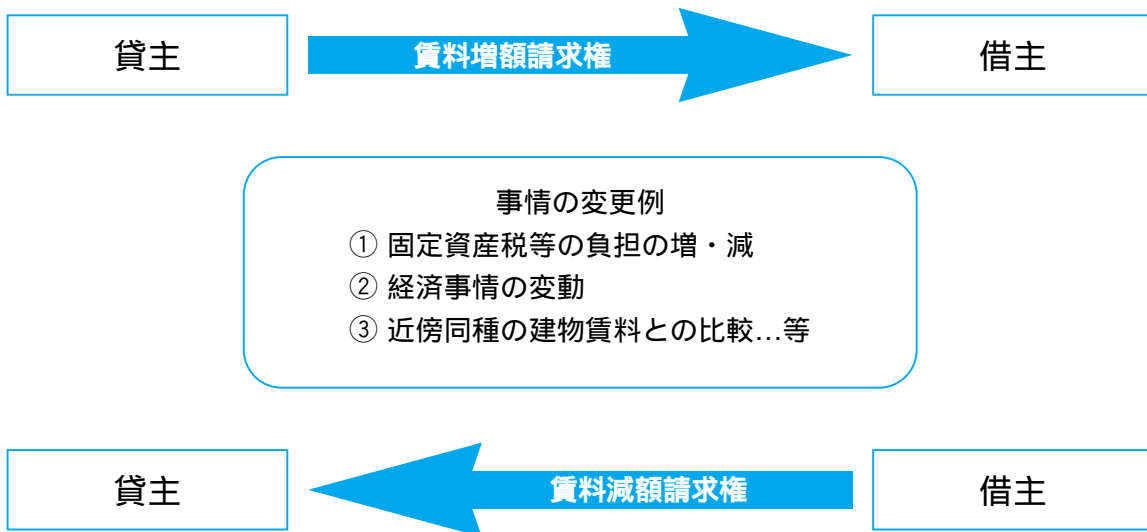 貸主
賃料増額請求権
借主
事情の変更例
① 固定資産税等の負担の増・減
② 経済事情の変動
③ 近傍同種の建物賃料との比較…等
貸主
賃料減額請求権
借主